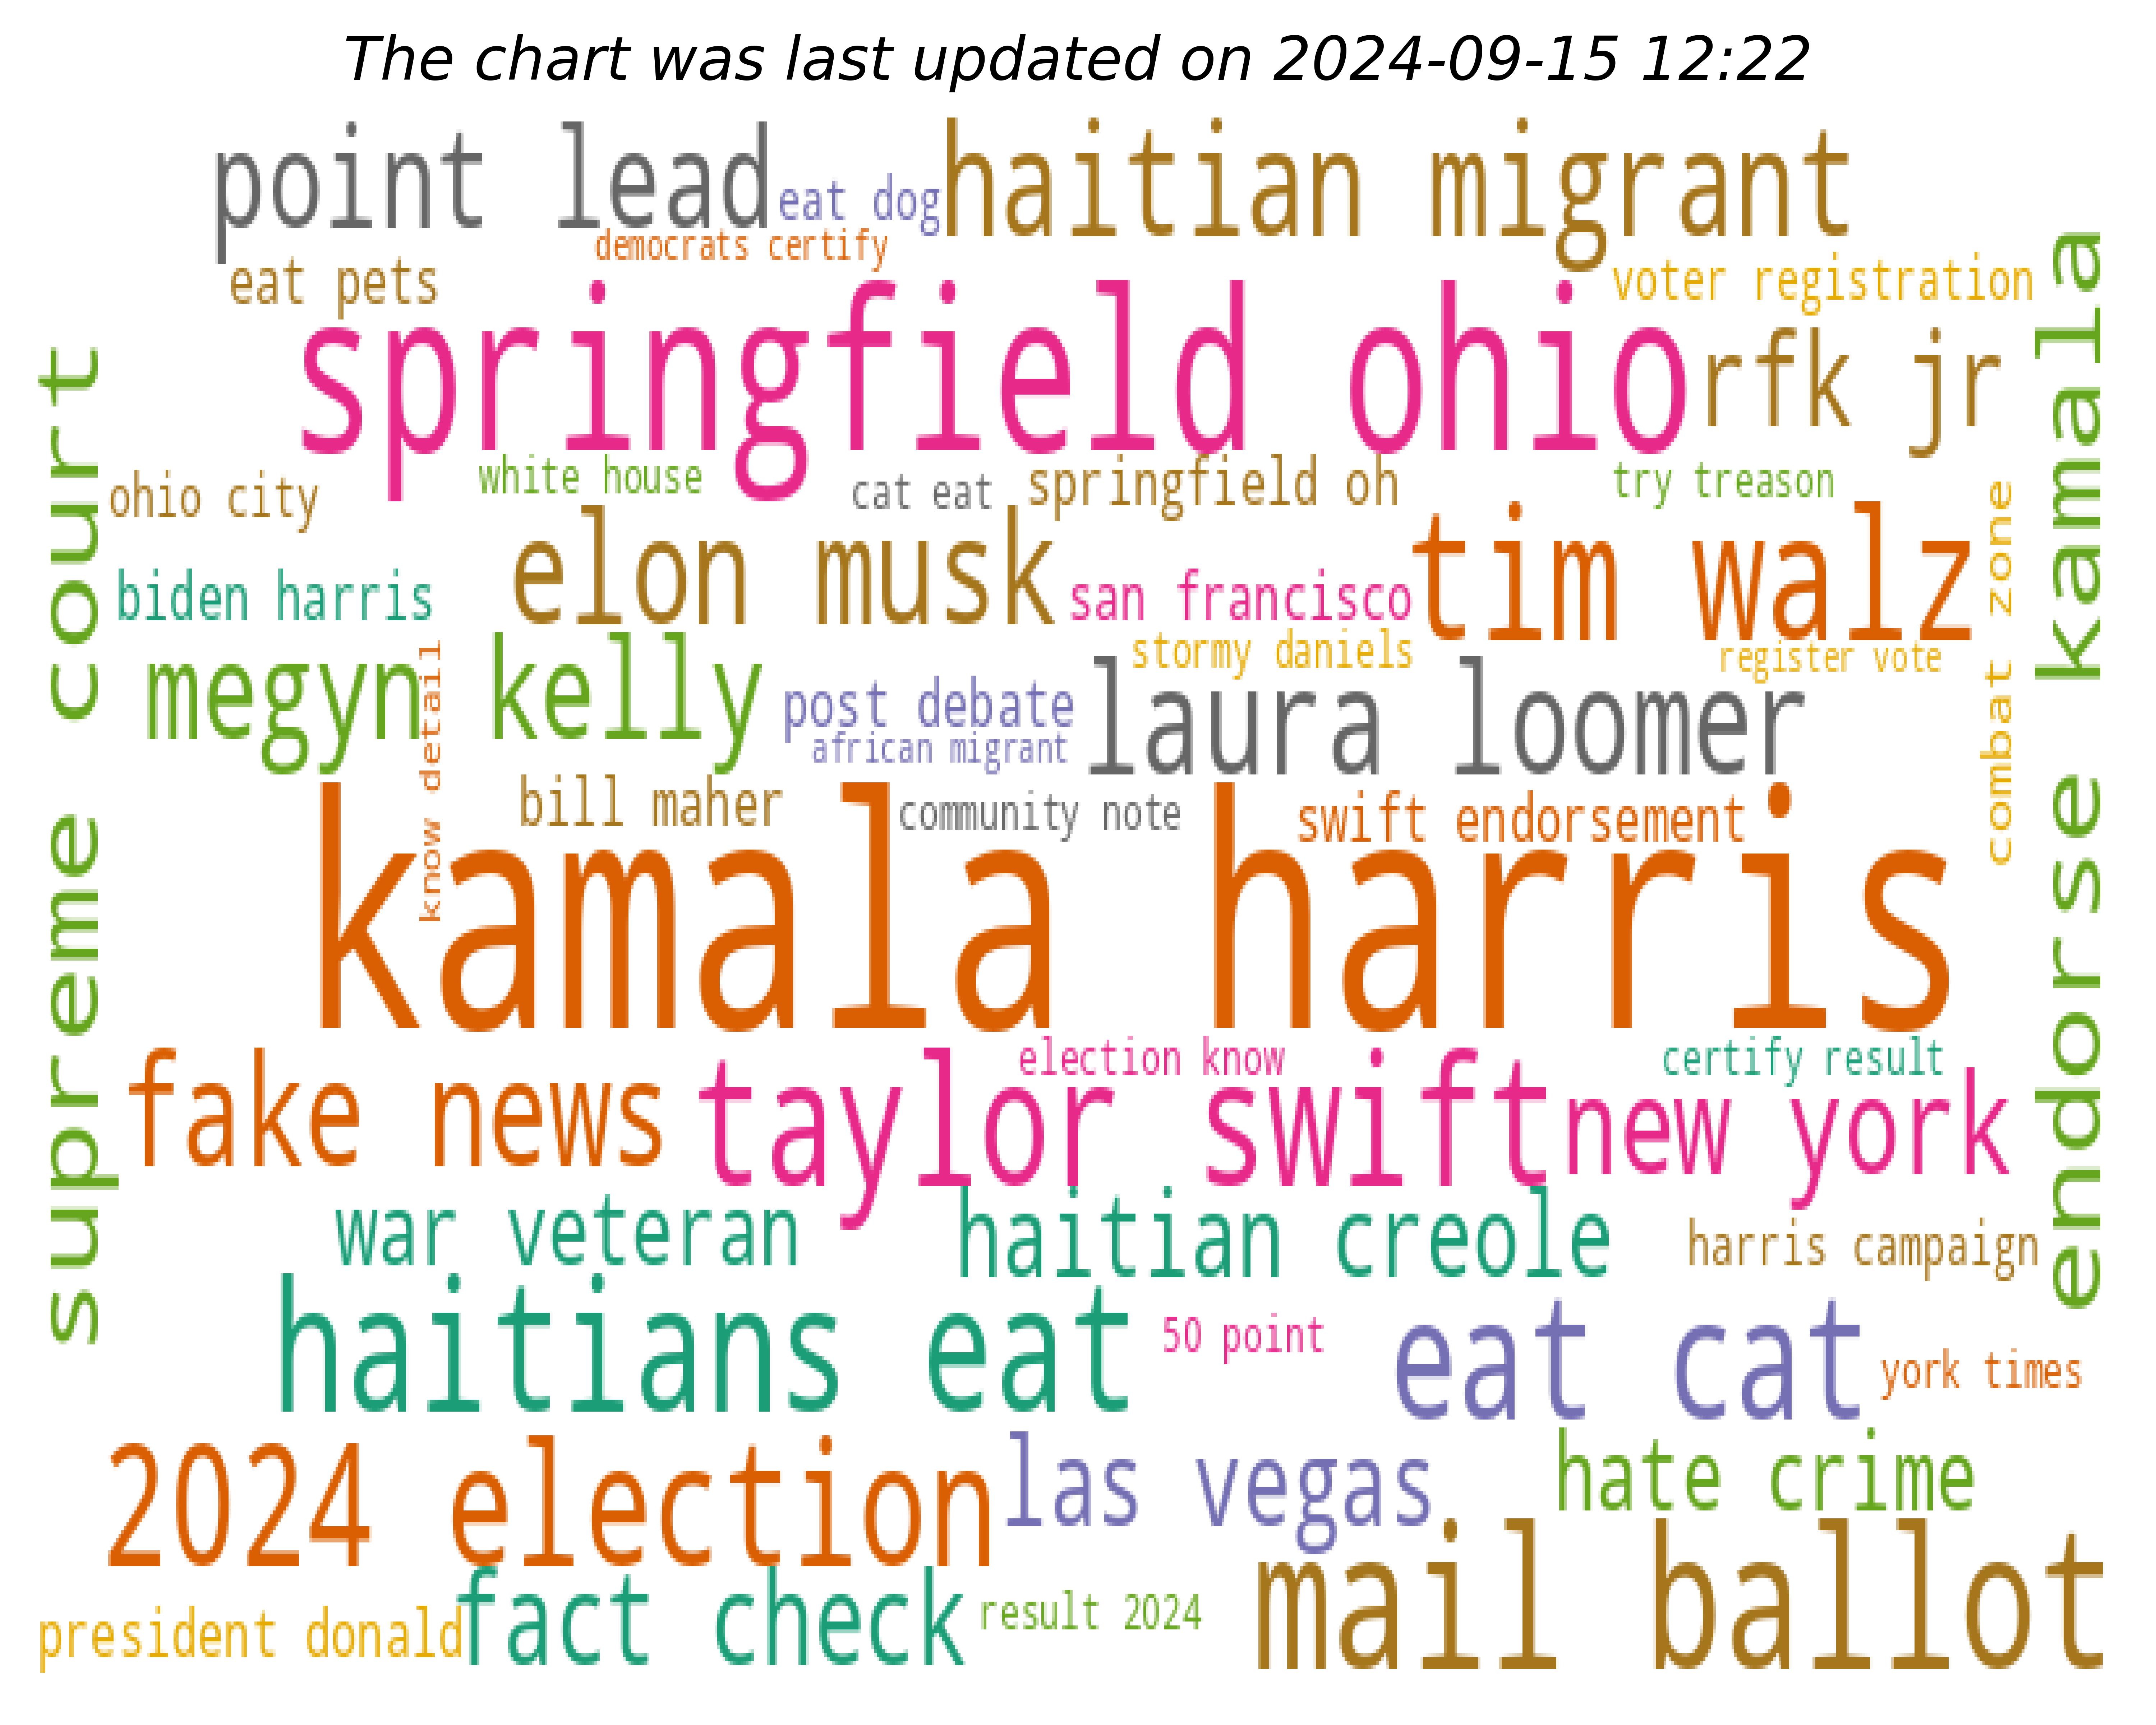 The chart was last updated on 2024-09-15 12:22
point lead
eat dog
haitian migrant
democrats certify
eat pets
voter registration
springfield ohio
rfk jr
supreme court
endorse kamala
ohio city
white house
cat eat
springfield oh
try treason
elon musk
tim walz
combat zone
biden harris
san francisco
stormy daniels
register vote
megyn kelly
know detail
post debate
african migrant
laura loomer
bill maher
community note
swift endorsement
kamala harris
election know
certify result
fake news
taylor swift
new york
war veteran
haitian creole
harris campaign
haitians eat
50 point
eat cat
york times
2024 election
las vegas
hate crime
mail ballot
president donald
fact check
result 2024